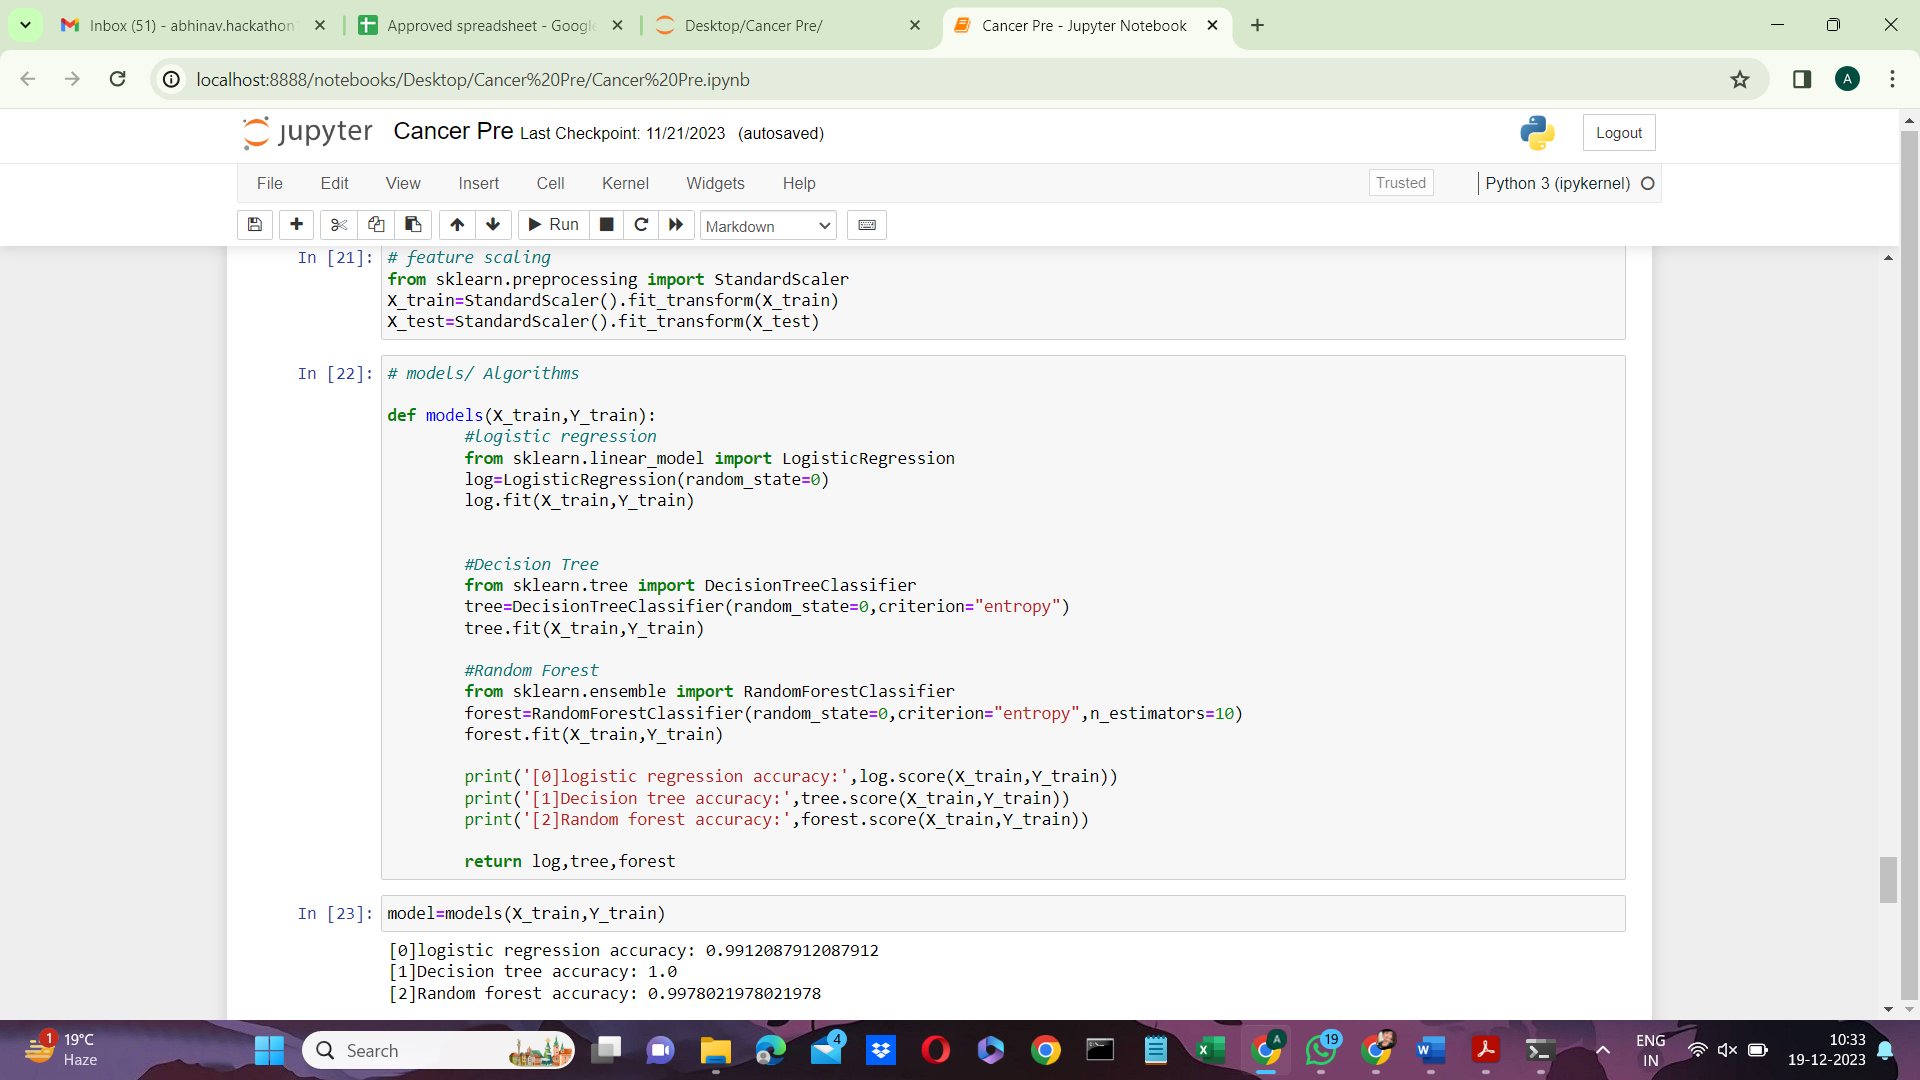 Inbox (51) - abhinav.hackathon
Approved spreadsheet - Google
Desktop/Cancer Pre/
Cancer Pre - Jupyter Notebook
localhost:8888/notebooks/Desktop/Cancer%20Pre/Cancer%20Pre.ipynb
A
jupyter Cancer Pre Last Checkpoint: 11/21/2023 (autosaved)
Logout
File Edit View Insert Cell Kernel Widgets Help
Trusted
Python 3 (ipykernel)
Run
Markdown
In [21]: # feature scaling
from sklearn.preprocessing import StandardScaler
X_train=StandardScaler().fit_transform(X_train)
X_test=StandardScaler().fit_transform(X_test)
In [22]: # models/ Algorithms
def models(X_train,Y_train):
#logistic regression
from sklearn.linear_model import LogisticRegression
log=LogisticRegression(random_state=0)
log.fit(X_train,Y_train)
#Decision Tree
from sklearn.tree import DecisionTreeClassifier
tree=DecisionTreeClassifier(random_state=0,criterion="entropy")
tree.fit(X_train,Y_train)
#Random Forest
from sklearn.ensemble import RandomForestClassifier
forest=RandomForestClassifier(random_state=0,criterion="entropy",n_estimators=10)
forest.fit(X_train,Y_train)
print('[0]logistic regression accuracy:',log.score(X_train,Y_train))
print('[1]Decision tree accuracy:',tree.score(X_train,Y_train))
print('[2]Random forest accuracy:',forest.score(X_train,Y_train))
return log,tree,forest
In [23]: model=models(X_train,Y_train)
[0]logistic regression accuracy: 0.9912087912087912
[1]Decision tree accuracy: 1.0
[2]Random forest accuracy: 0.9978021978021978
1
19°C
Haze
Search
4
A
19
ENG
IN
10:33
19-12-2023